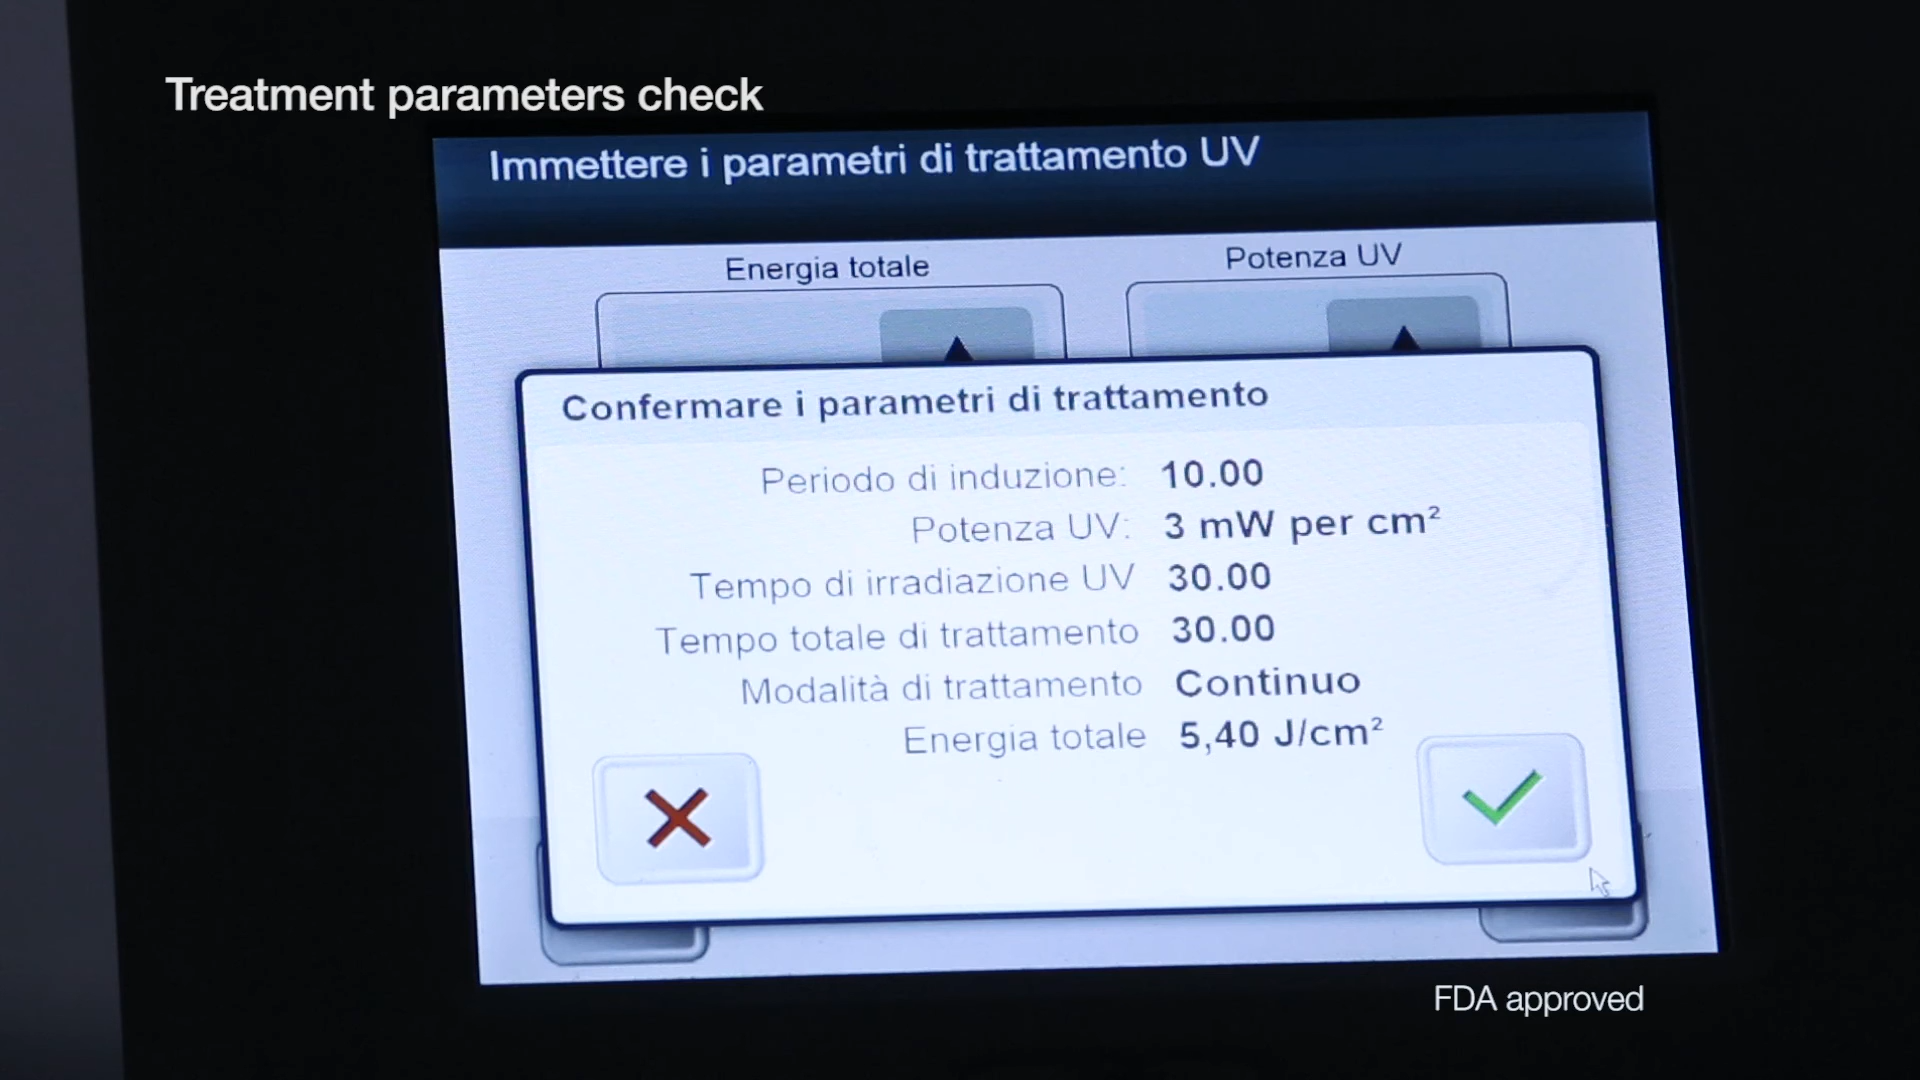 Treatment parameters check
Immettere i parametri di trattamento UV
Energia totale
Potenza UV
Confermare i parametri di trattamento
Periodo di induzione: 10.00
Potenza UV: 3 mW per cm²
Tempo di irradiazione UV 30.00
Tempo totale di trattamento 30.00
Modalità di trattamento Continuo
Energia totale 5,40 J/cm²
FDA approved